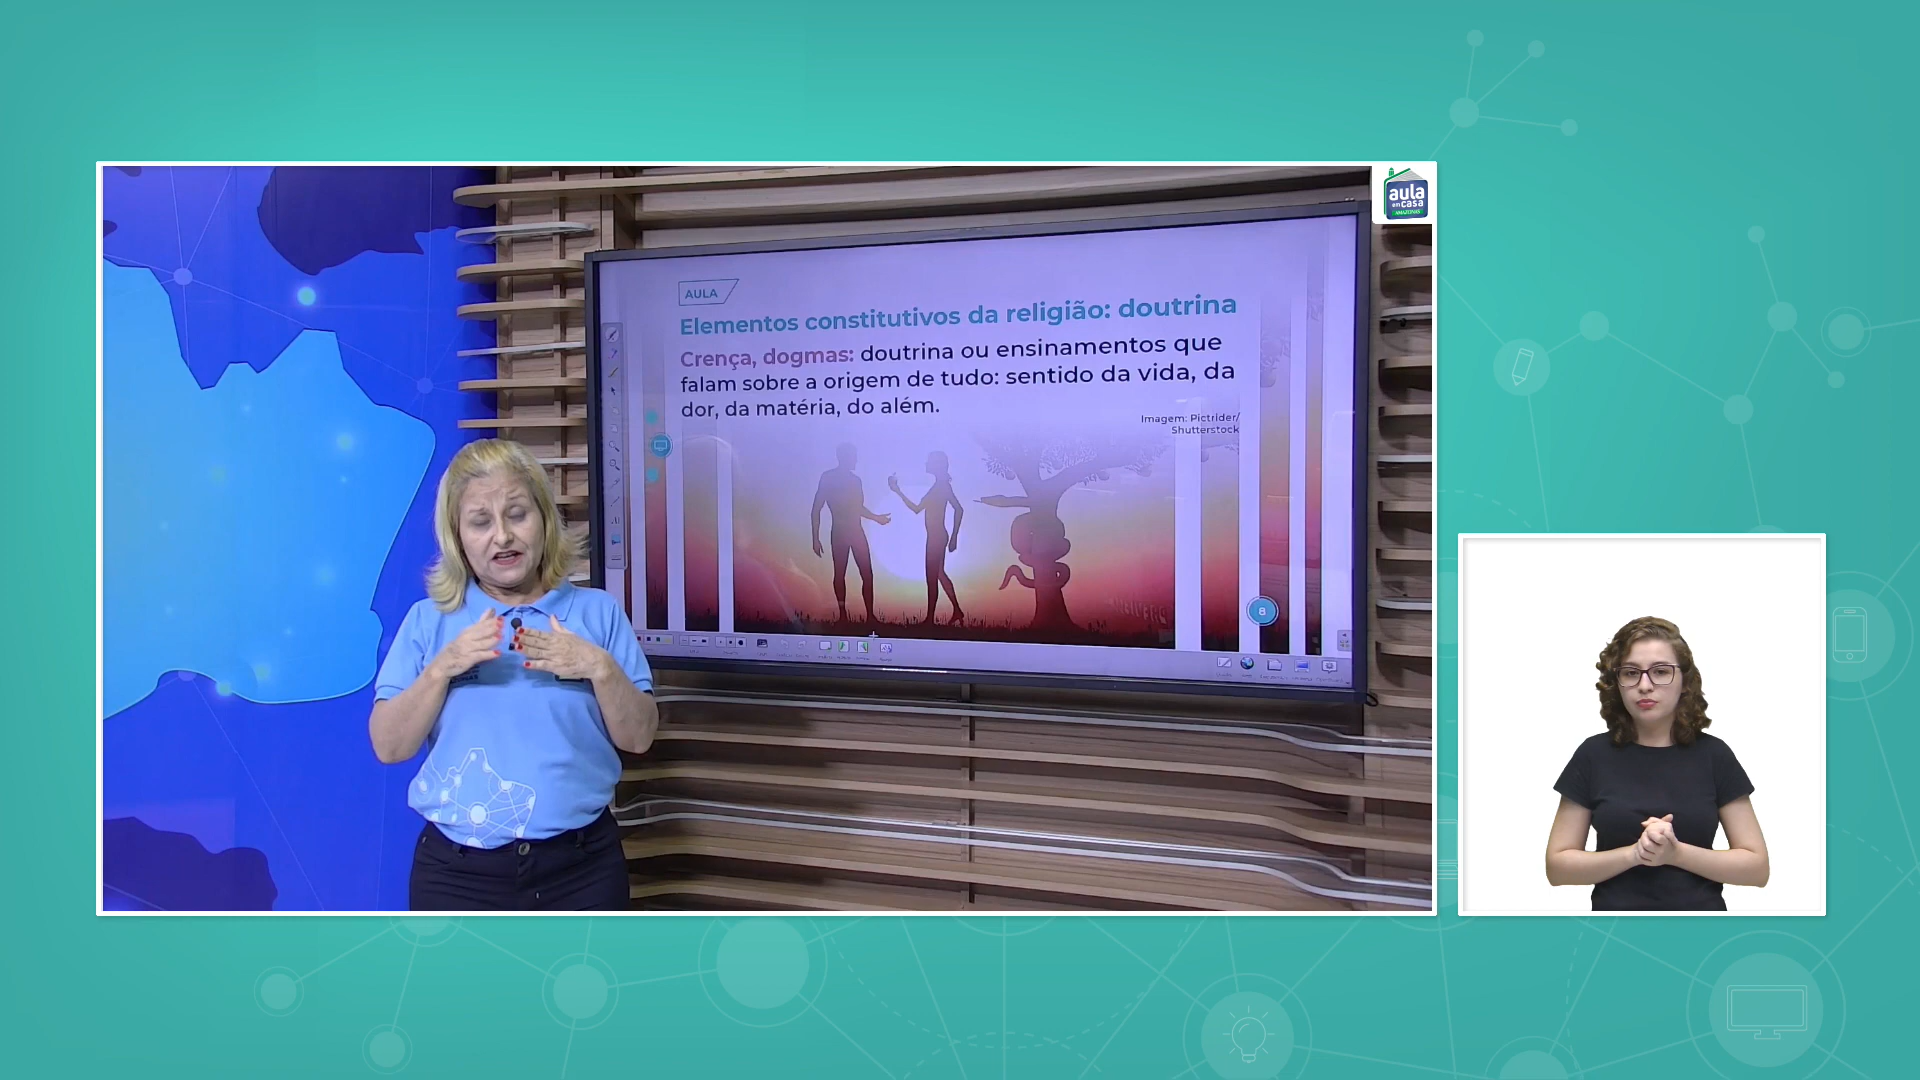 aula
em casa
AMAZONAS
AULA
Elementos constitutivos da religião: doutrina
Crença, dogmas: doutrina ou ensinamentos que
falam sobre a origem de tudo: sentido da vida, da
dor, da matéria, do além.
Imagem: Pictrider/
Shutterstock
8